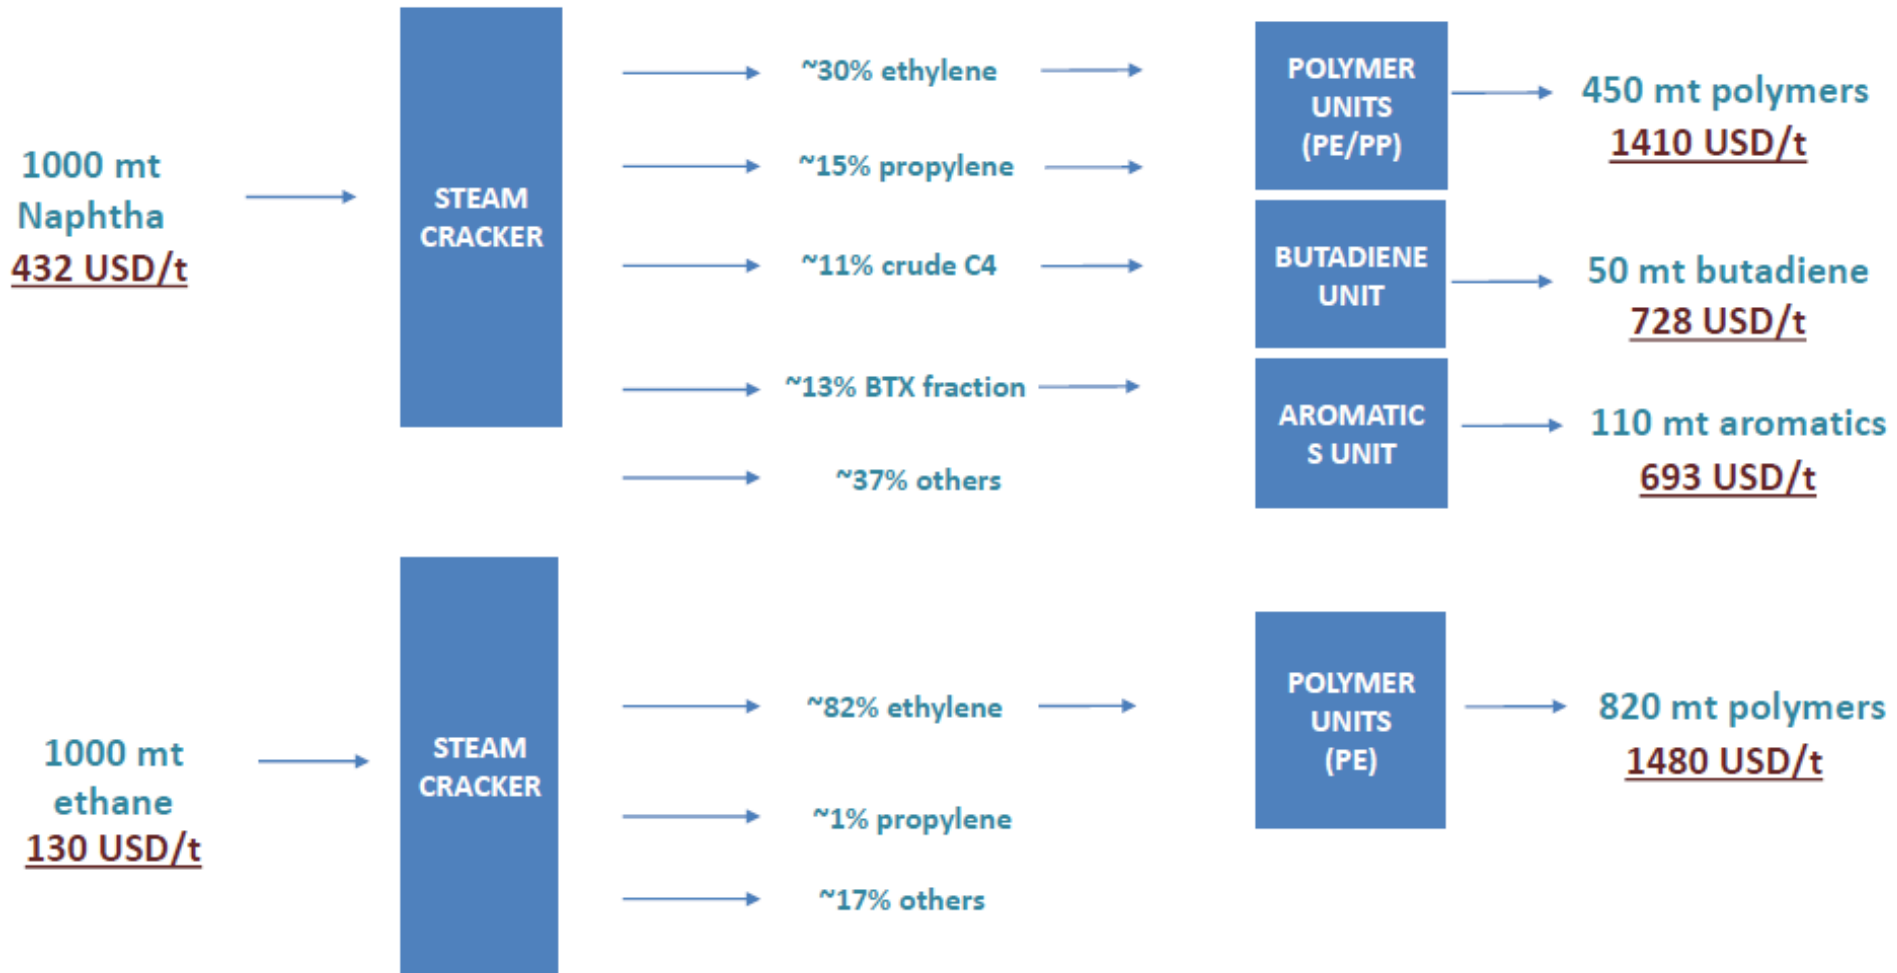 1000 mt
Naphtha
432 USD/t
STEAM
CRACKER
~30% ethylene
~15% propylene
~11% crude C4
~13% BTX fraction
~37% others
POLYMER
UNITS
(PE/PP)
BUTADIENE
UNIT
AROMATIC
S UNIT
450 mt polymers
1410 USD/t
50 mt butadiene
728 USD/t
110 mt aromatics
693 USD/t
1000 mt
ethane
130 USD/t
STEAM
CRACKER
~82% ethylene
~1% propylene
~17% others
POLYMER
UNITS
(PE)
820 mt polymers
1480 USD/t